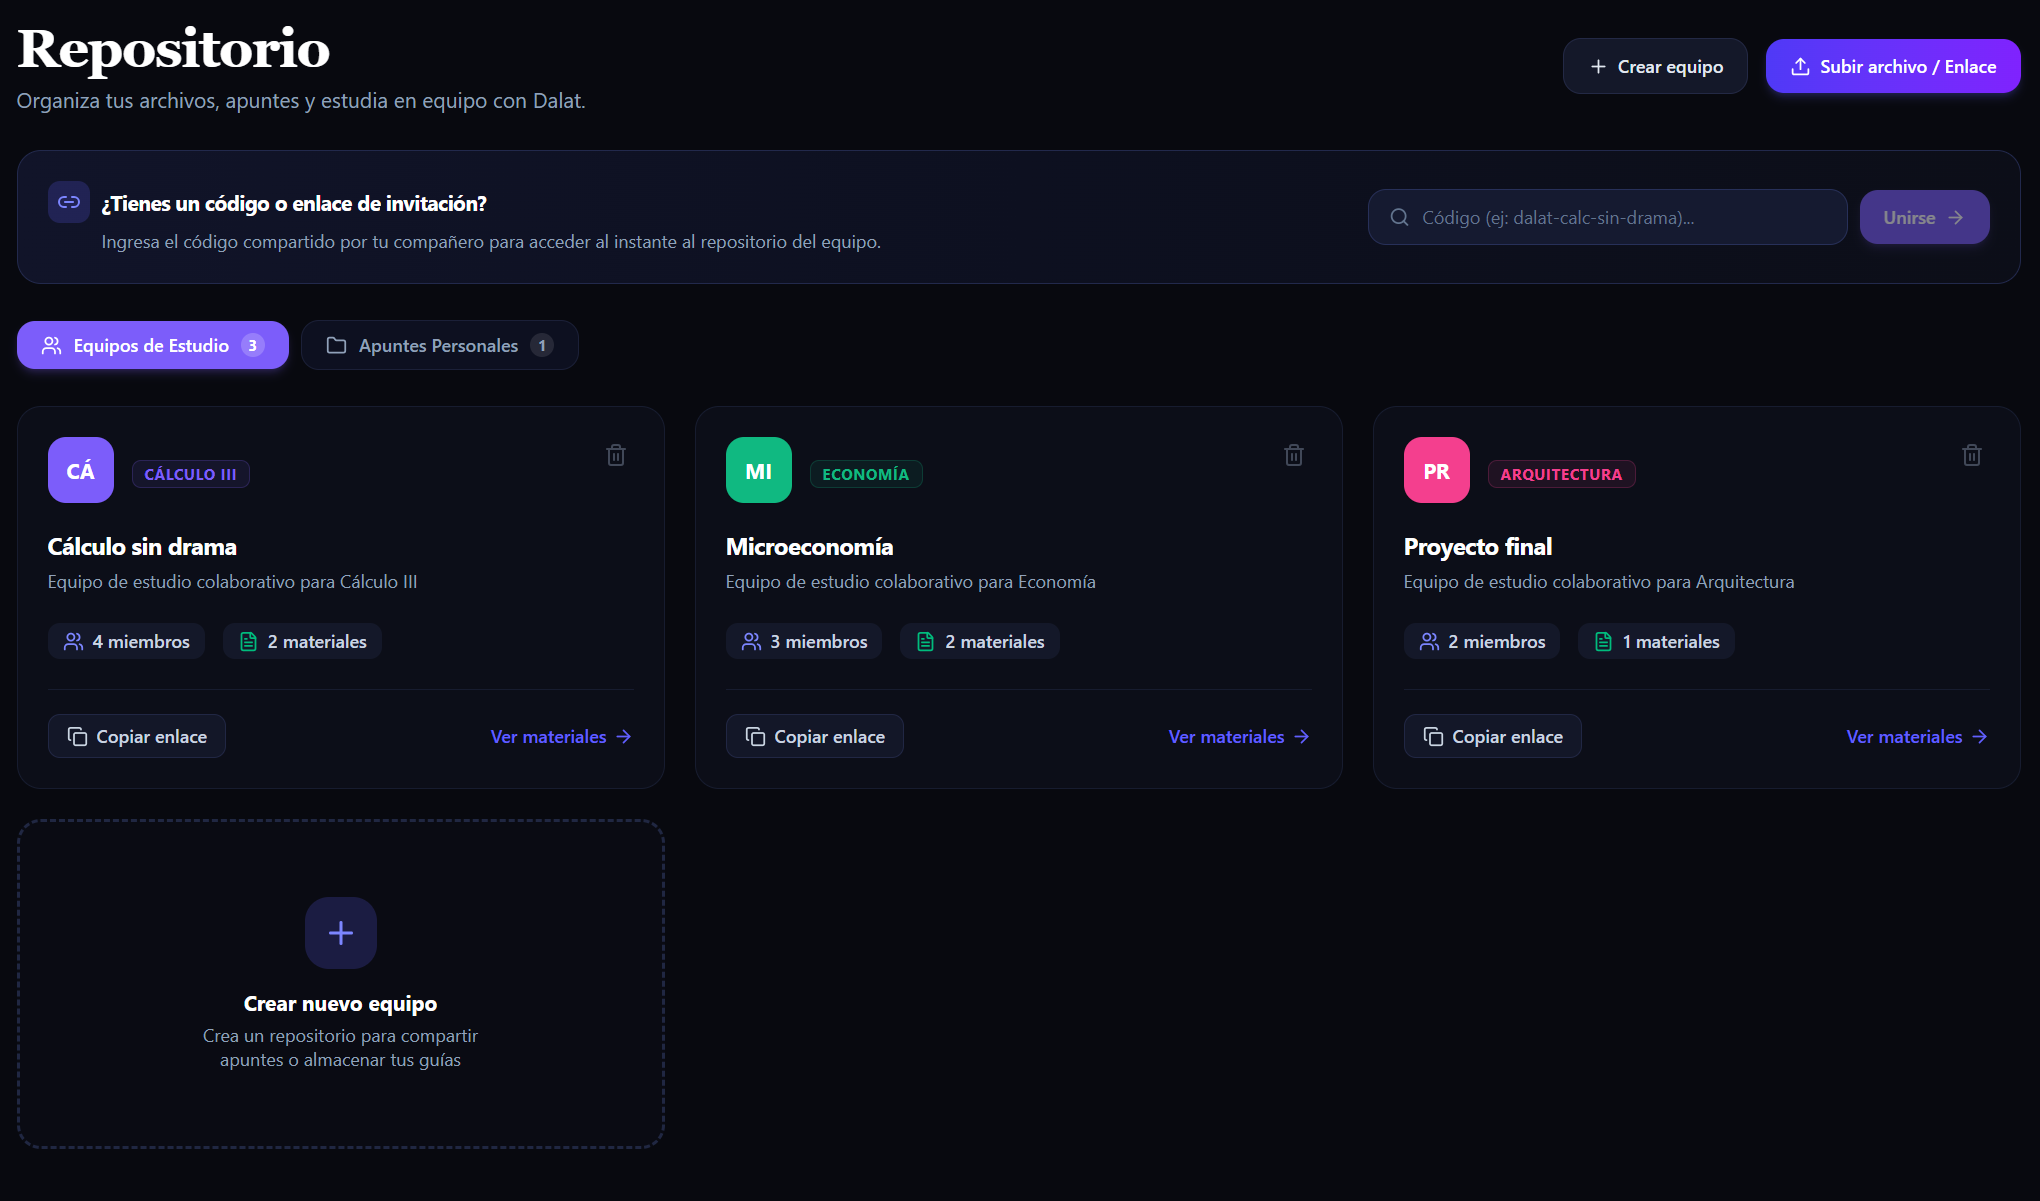 Repositorio
Organiza tus archivos, apuntes y estudia en equipo con Dalat.
Crear equipo
Subir archivo / Enlace
¿Tienes un código o enlace de invitación?
Ingresa el código compartido por tu compañero para acceder al instante al repositorio del equipo.
Código (ej: dalat-calc-sin-drama)...
Unirse
Equipos de Estudio 3
Apuntes Personales 1
CÁ
CÁLCULO III
Cálculo sin drama
Equipo de estudio colaborativo para Cálculo III
4 miembros
2 materiales
Copiar enlace
Ver materiales
MI
ECONOMÍA
Microeconomía
Equipo de estudio colaborativo para Economía
3 miembros
2 materiales
Copiar enlace
Ver materiales
PR
ARQUITECTURA
Proyecto final
Equipo de estudio colaborativo para Arquitectura
2 miembros
1 materiales
Copiar enlace
Ver materiales
Crear nuevo equipo
Crea un repositorio para compartir
apuntes o almacenar tus guías